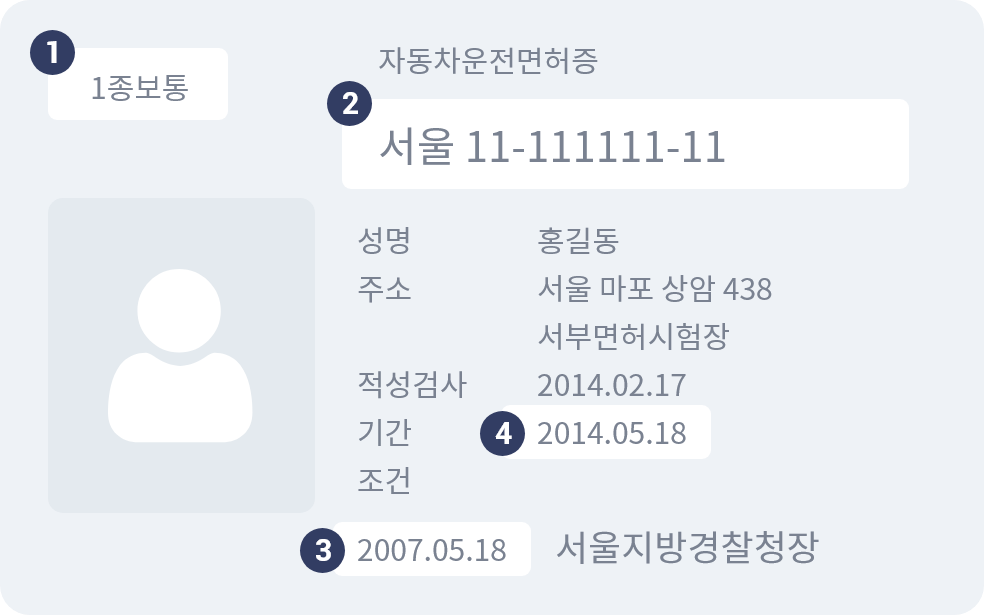 1
1종보통
자동차운전면허증
2
서울 11-111111-11
성명 홍길동
주소 서울 마포 상암 438
서부면허시험장
적성검사 2014.02.17
기간 4 2014.05.18
조건
3 2007.05.18 서울지방경찰청장